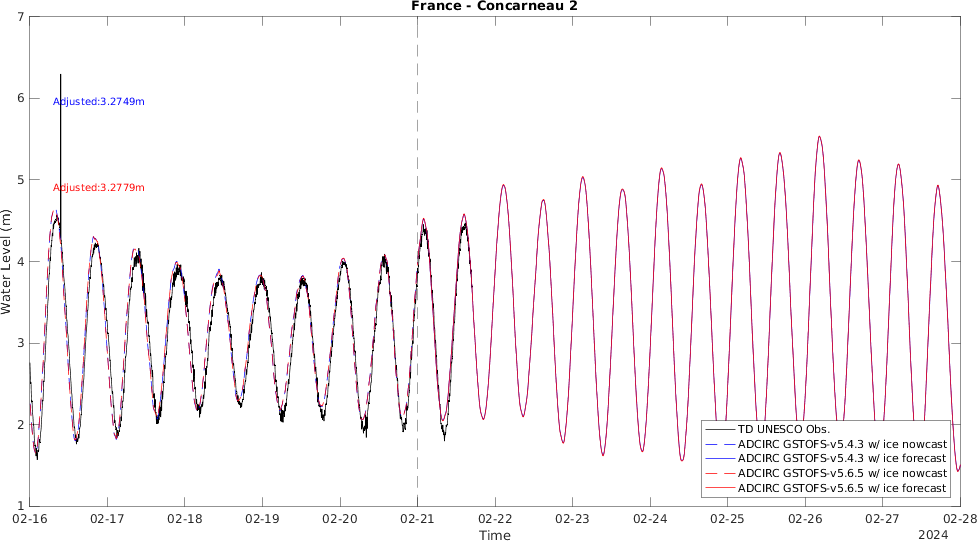 France - Concarneau 2
7
6
5
4
3
2
1
Water Level (m)
Adjusted:3.2749m
Adjusted:3.2779m
TD UNESCO Obs.
ADCIRC GSTOFS-v5.4.3 w/ ice nowcast
ADCIRC GSTOFS-v5.4.3 w/ ice forecast
ADCIRC GSTOFS-v5.6.5 w/ ice nowcast
ADCIRC GSTOFS-v5.6.5 w/ ice forecast
02-16 02-17 02-18 02-19 02-20 02-21 02-22 02-23 02-24 02-25 02-26 02-27 02-28
Time
2024